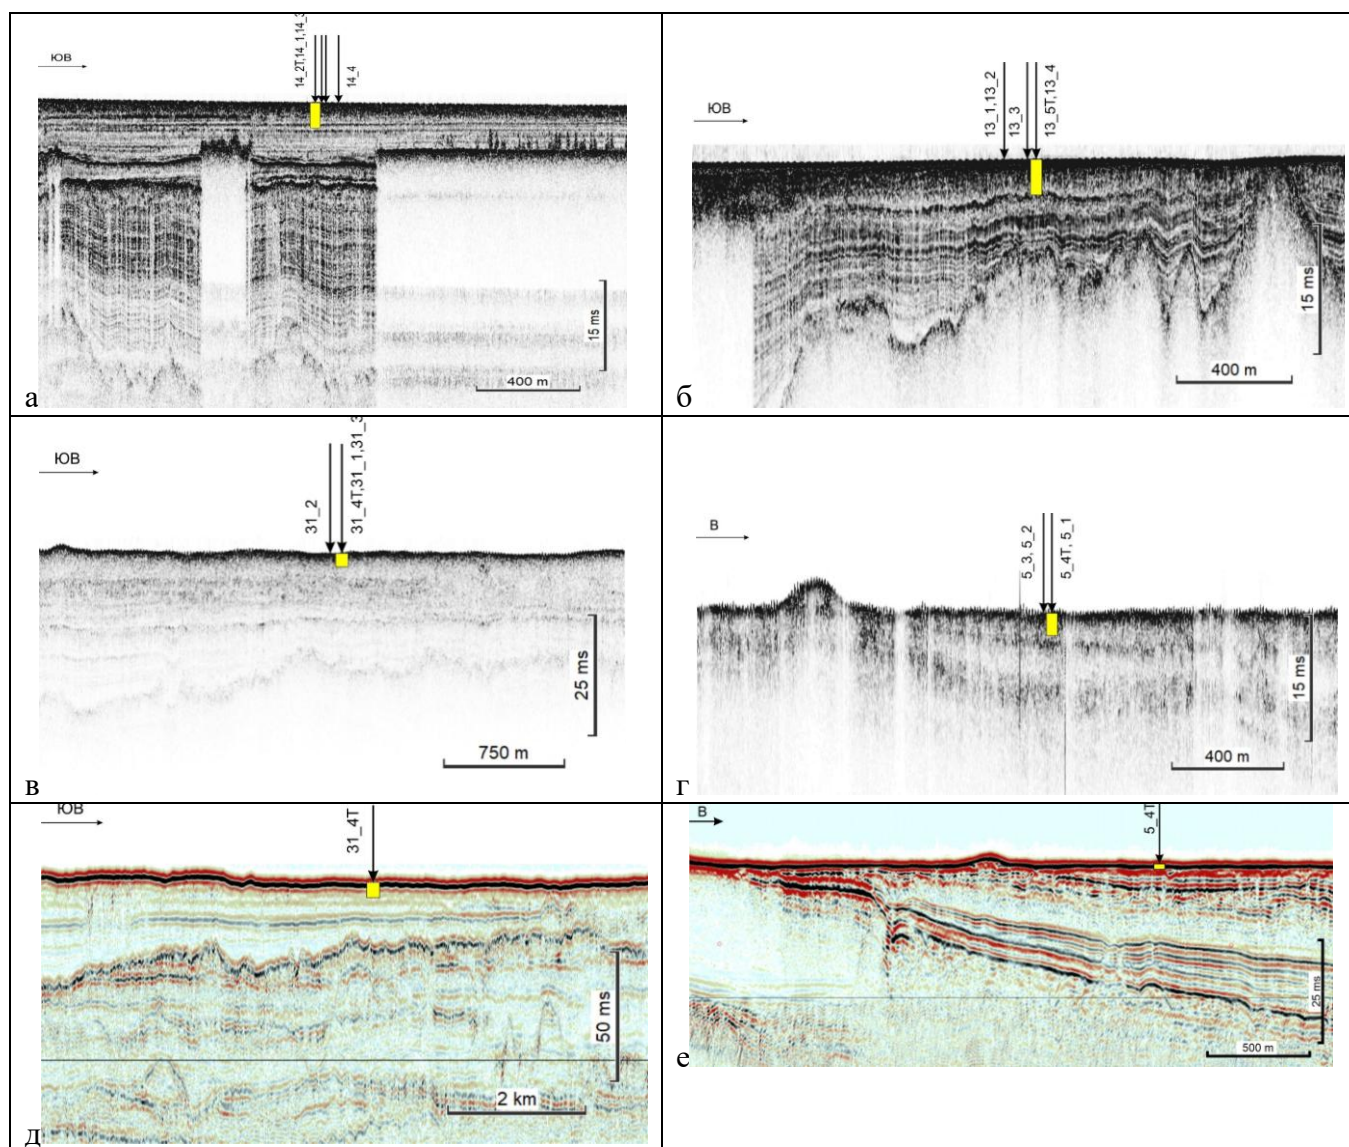 ЮВ
14_2T,14_1,14_3
14_4
15 ms
400 m
а
ЮВ
13_1,13_2
13_3
13_5T,13_4
15 ms
400 m
б
ЮВ
31_2
31_4T,31_1,31_3
25 ms
750 m
в
В
5_3, 5_2
5_4T, 5_1
15 ms
400 m
г
ЮВ
31_4T
50 ms
2 km
д
В
5_4T
25 ms
500 m
е